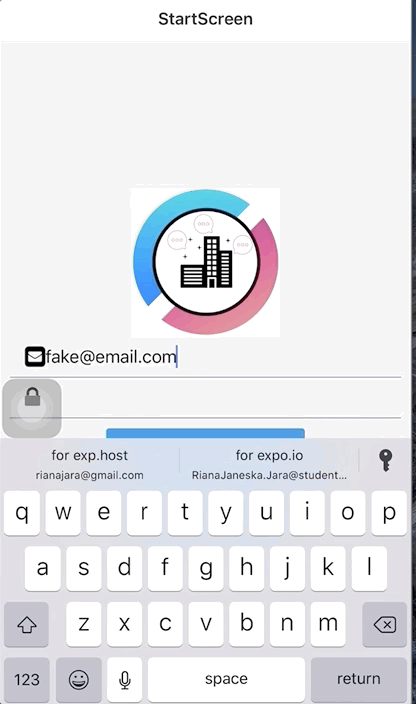 StartScreen
fake@email.com
for exp.host
rianajara@gmail.com
for expo.io
RianaJaneska.Jara@student...
q w e r t y u i o p
a s d f g h j k l
z x c v b n m
123 space return